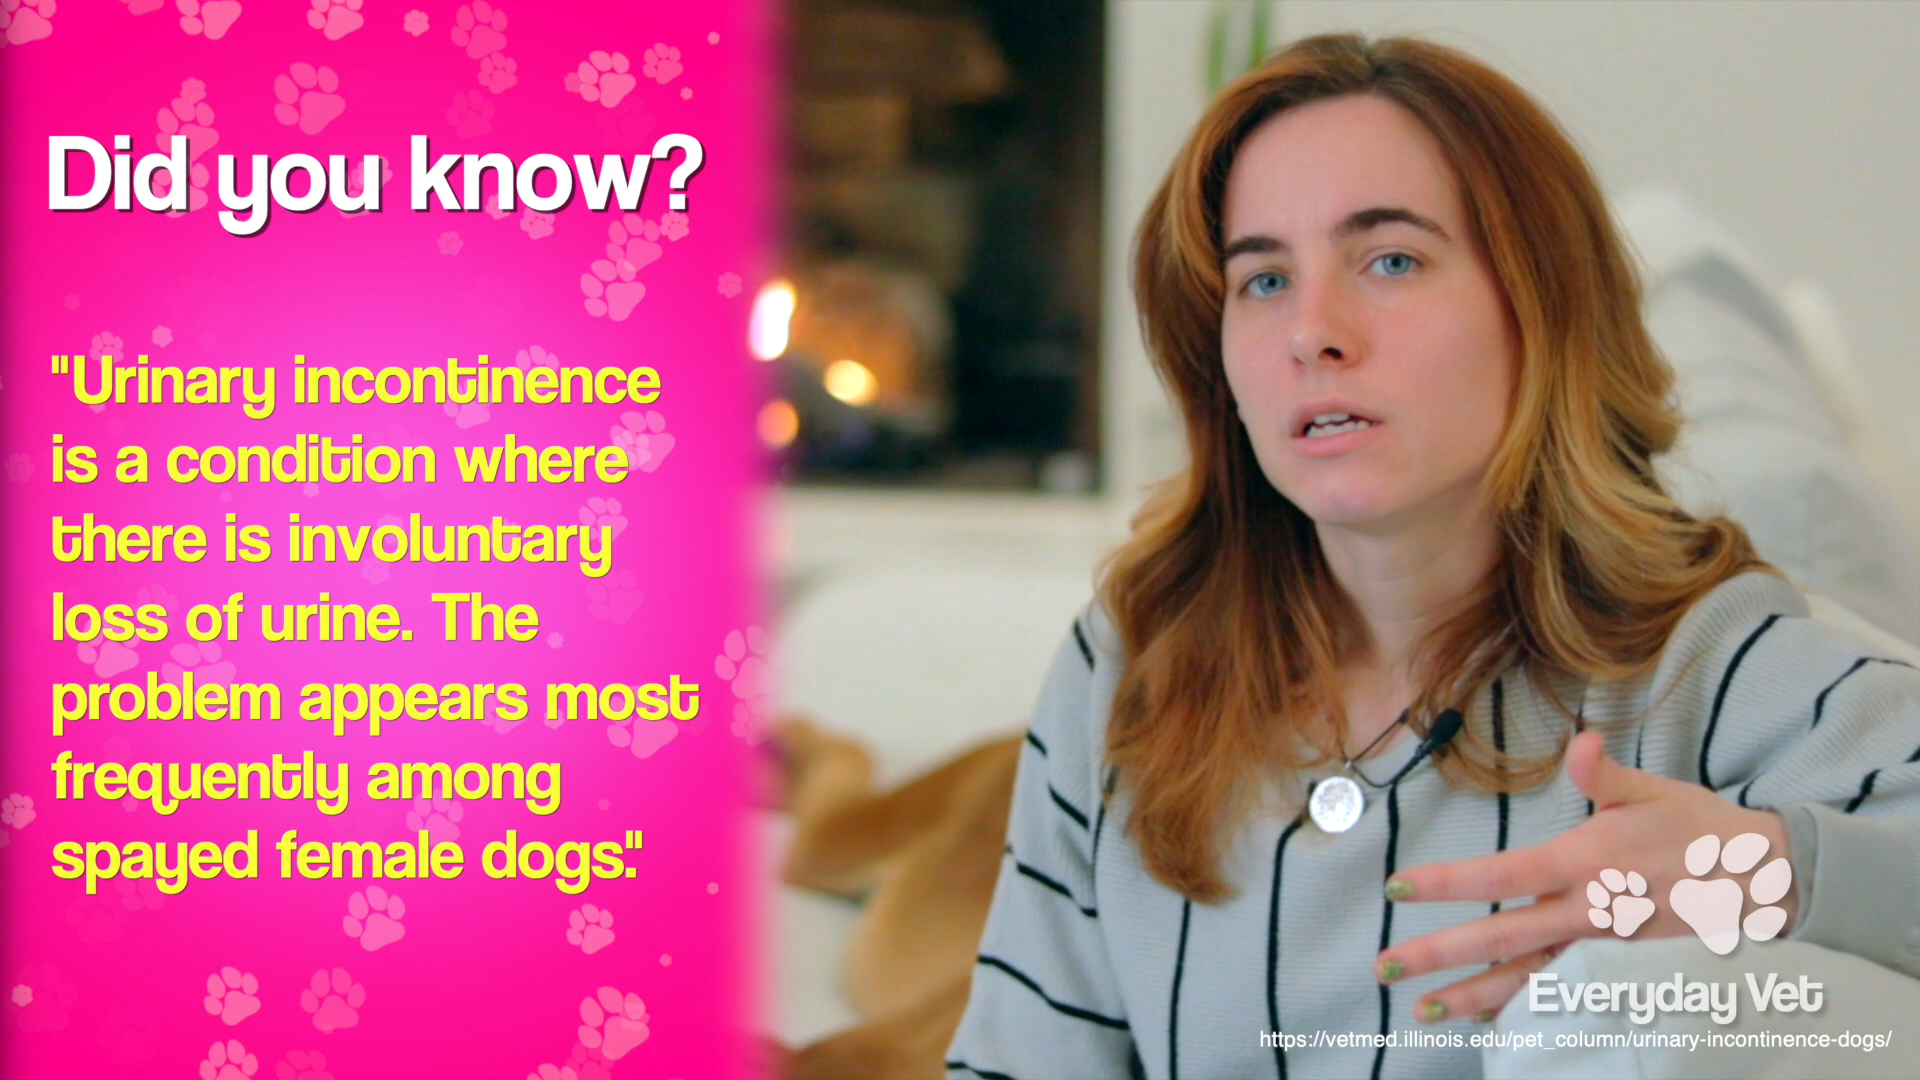 Did you know?
"Urinary incontinence
is a condition where
there is involuntary
loss of urine. The
problem appears most
frequently among
spayed female dogs."
Everyday Vet
https://vetmed.illinois.edu/pet_column/urinary-incontinence-dogs/